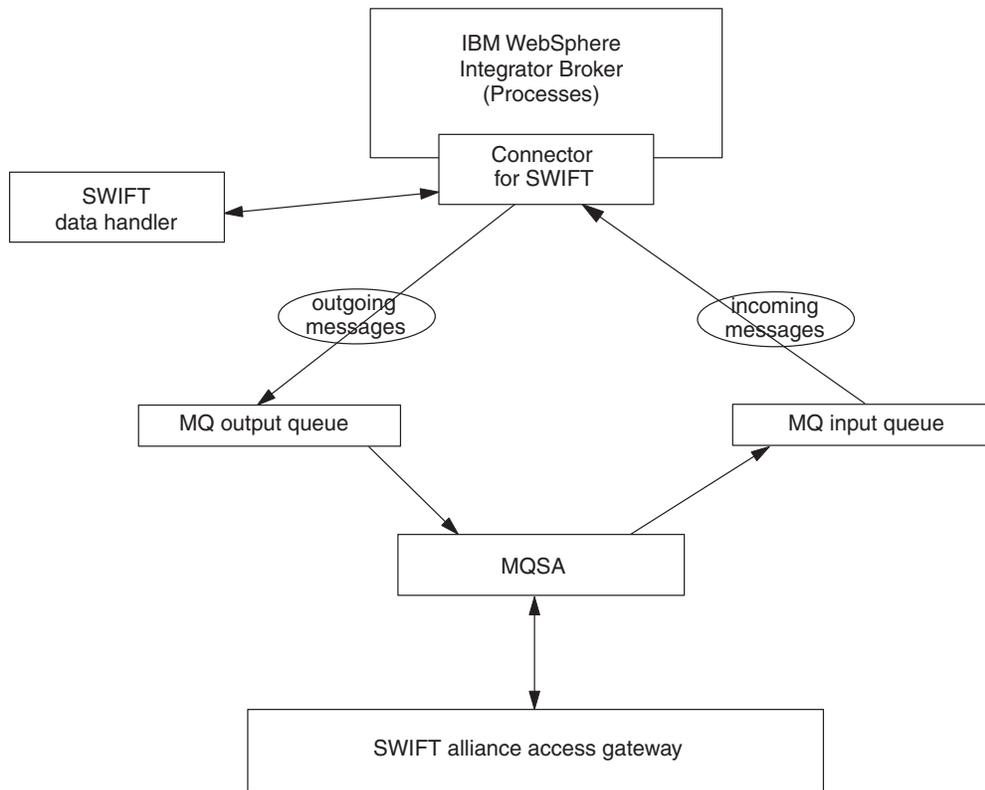 IBM WebSphere
Integrator Broker
(Processes)
Connector
for SWIFT
SWIFT
data handler
outgoing
messages
incoming
messages
MQ output queue
MQ input queue
MQSA
SWIFT alliance access gateway